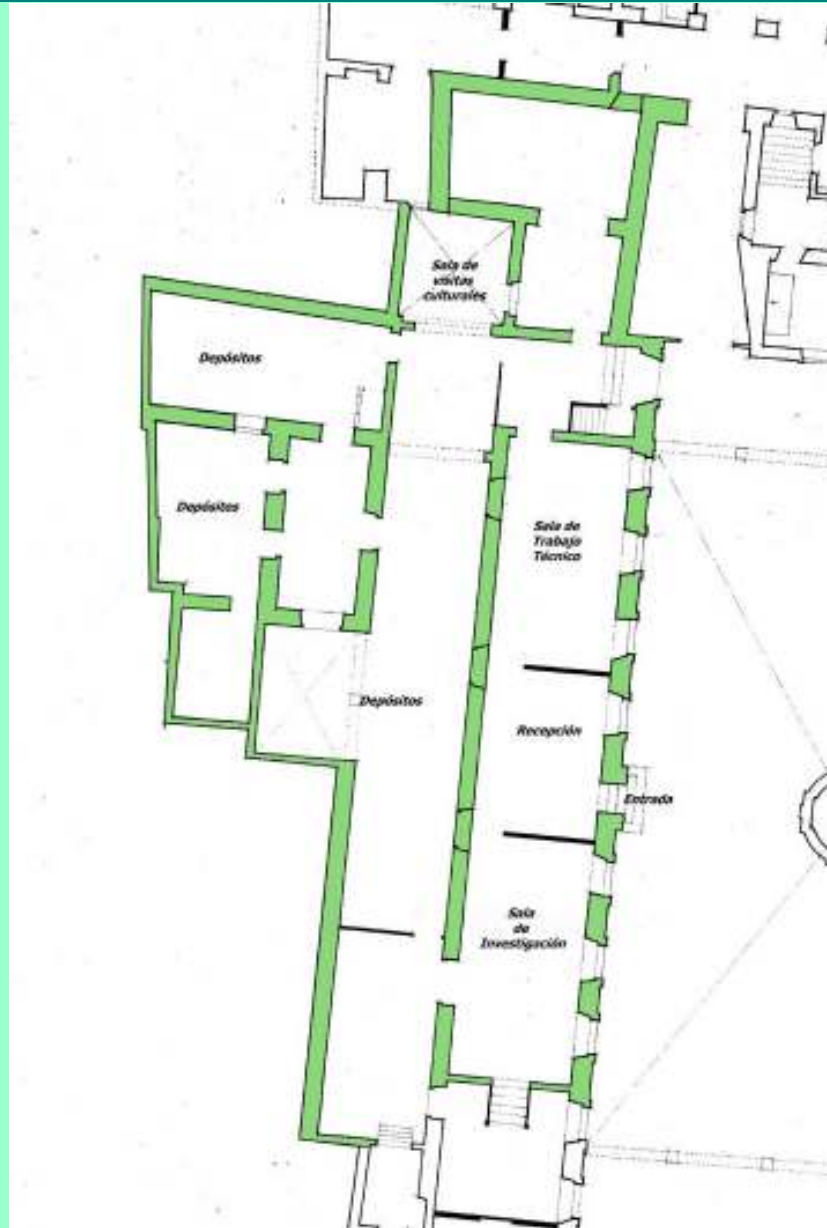 Sala de
visitas
culturales
Depósitos
Depósitos
Sala de
Trabajo
Técnico
Depósitos
Recepción
Entrada
Sala
de
Investigación